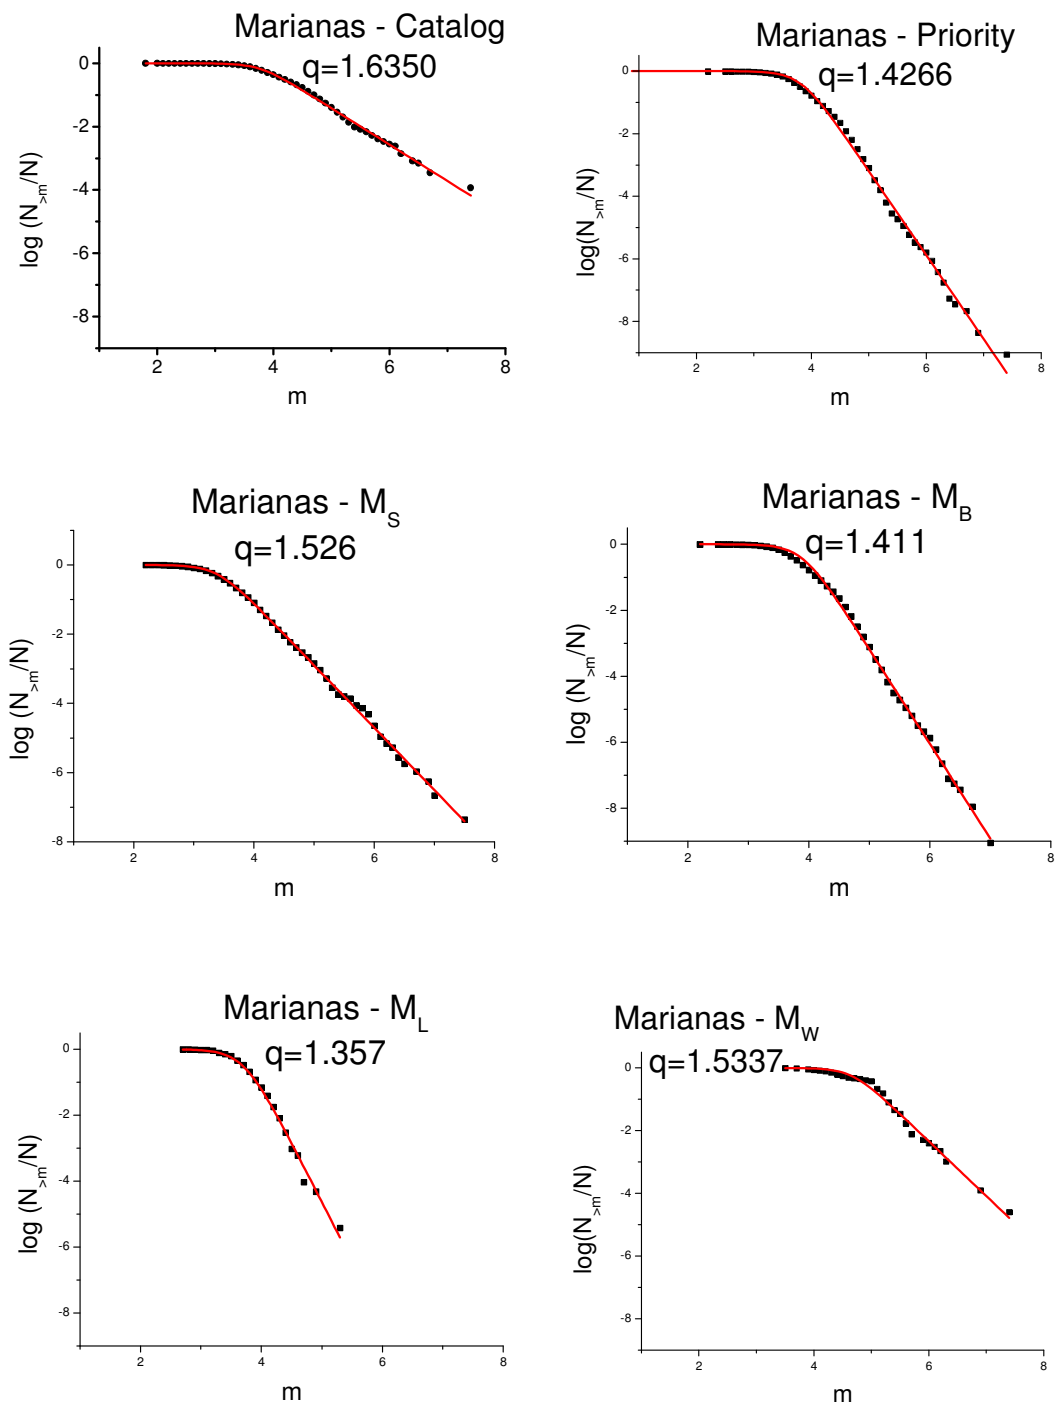 Marianas - Catalog
q=1.6350
0
-2
-4
-6
-8
log (N>m/N)
2 4 6 8
m
Marianas - Priority
q=1.4266
0
-2
-4
-6
-8
log(N>m/N)
2 4 6 8
m
Marianas - MS
q=1.526
0
-2
-4
-6
-8
log (N>m/N)
2 4 6 8
m
Marianas - MB
q=1.411
0
-2
-4
-6
-8
log (N>m/N)
2 4 6 8
m
Marianas - ML
q=1.357
0
-2
-4
-6
-8
log (N>m/N)
2 4 6 8
m
Marianas - MW
q=1.5337
0
-2
-4
-6
-8
log(N>m/N)
2 4 6 8
m